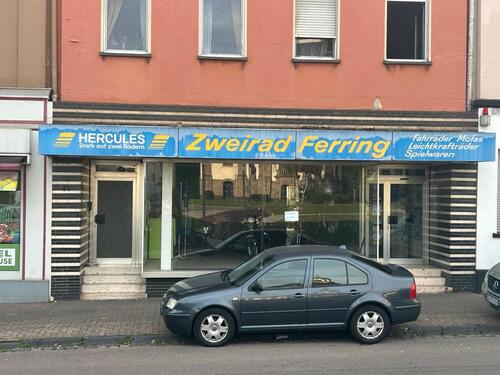 HERCULES
Stark auf zwei Rädern
Zweirad Ferring
Fahrräder Mofas
Leichtkrafträder
Spielwaren